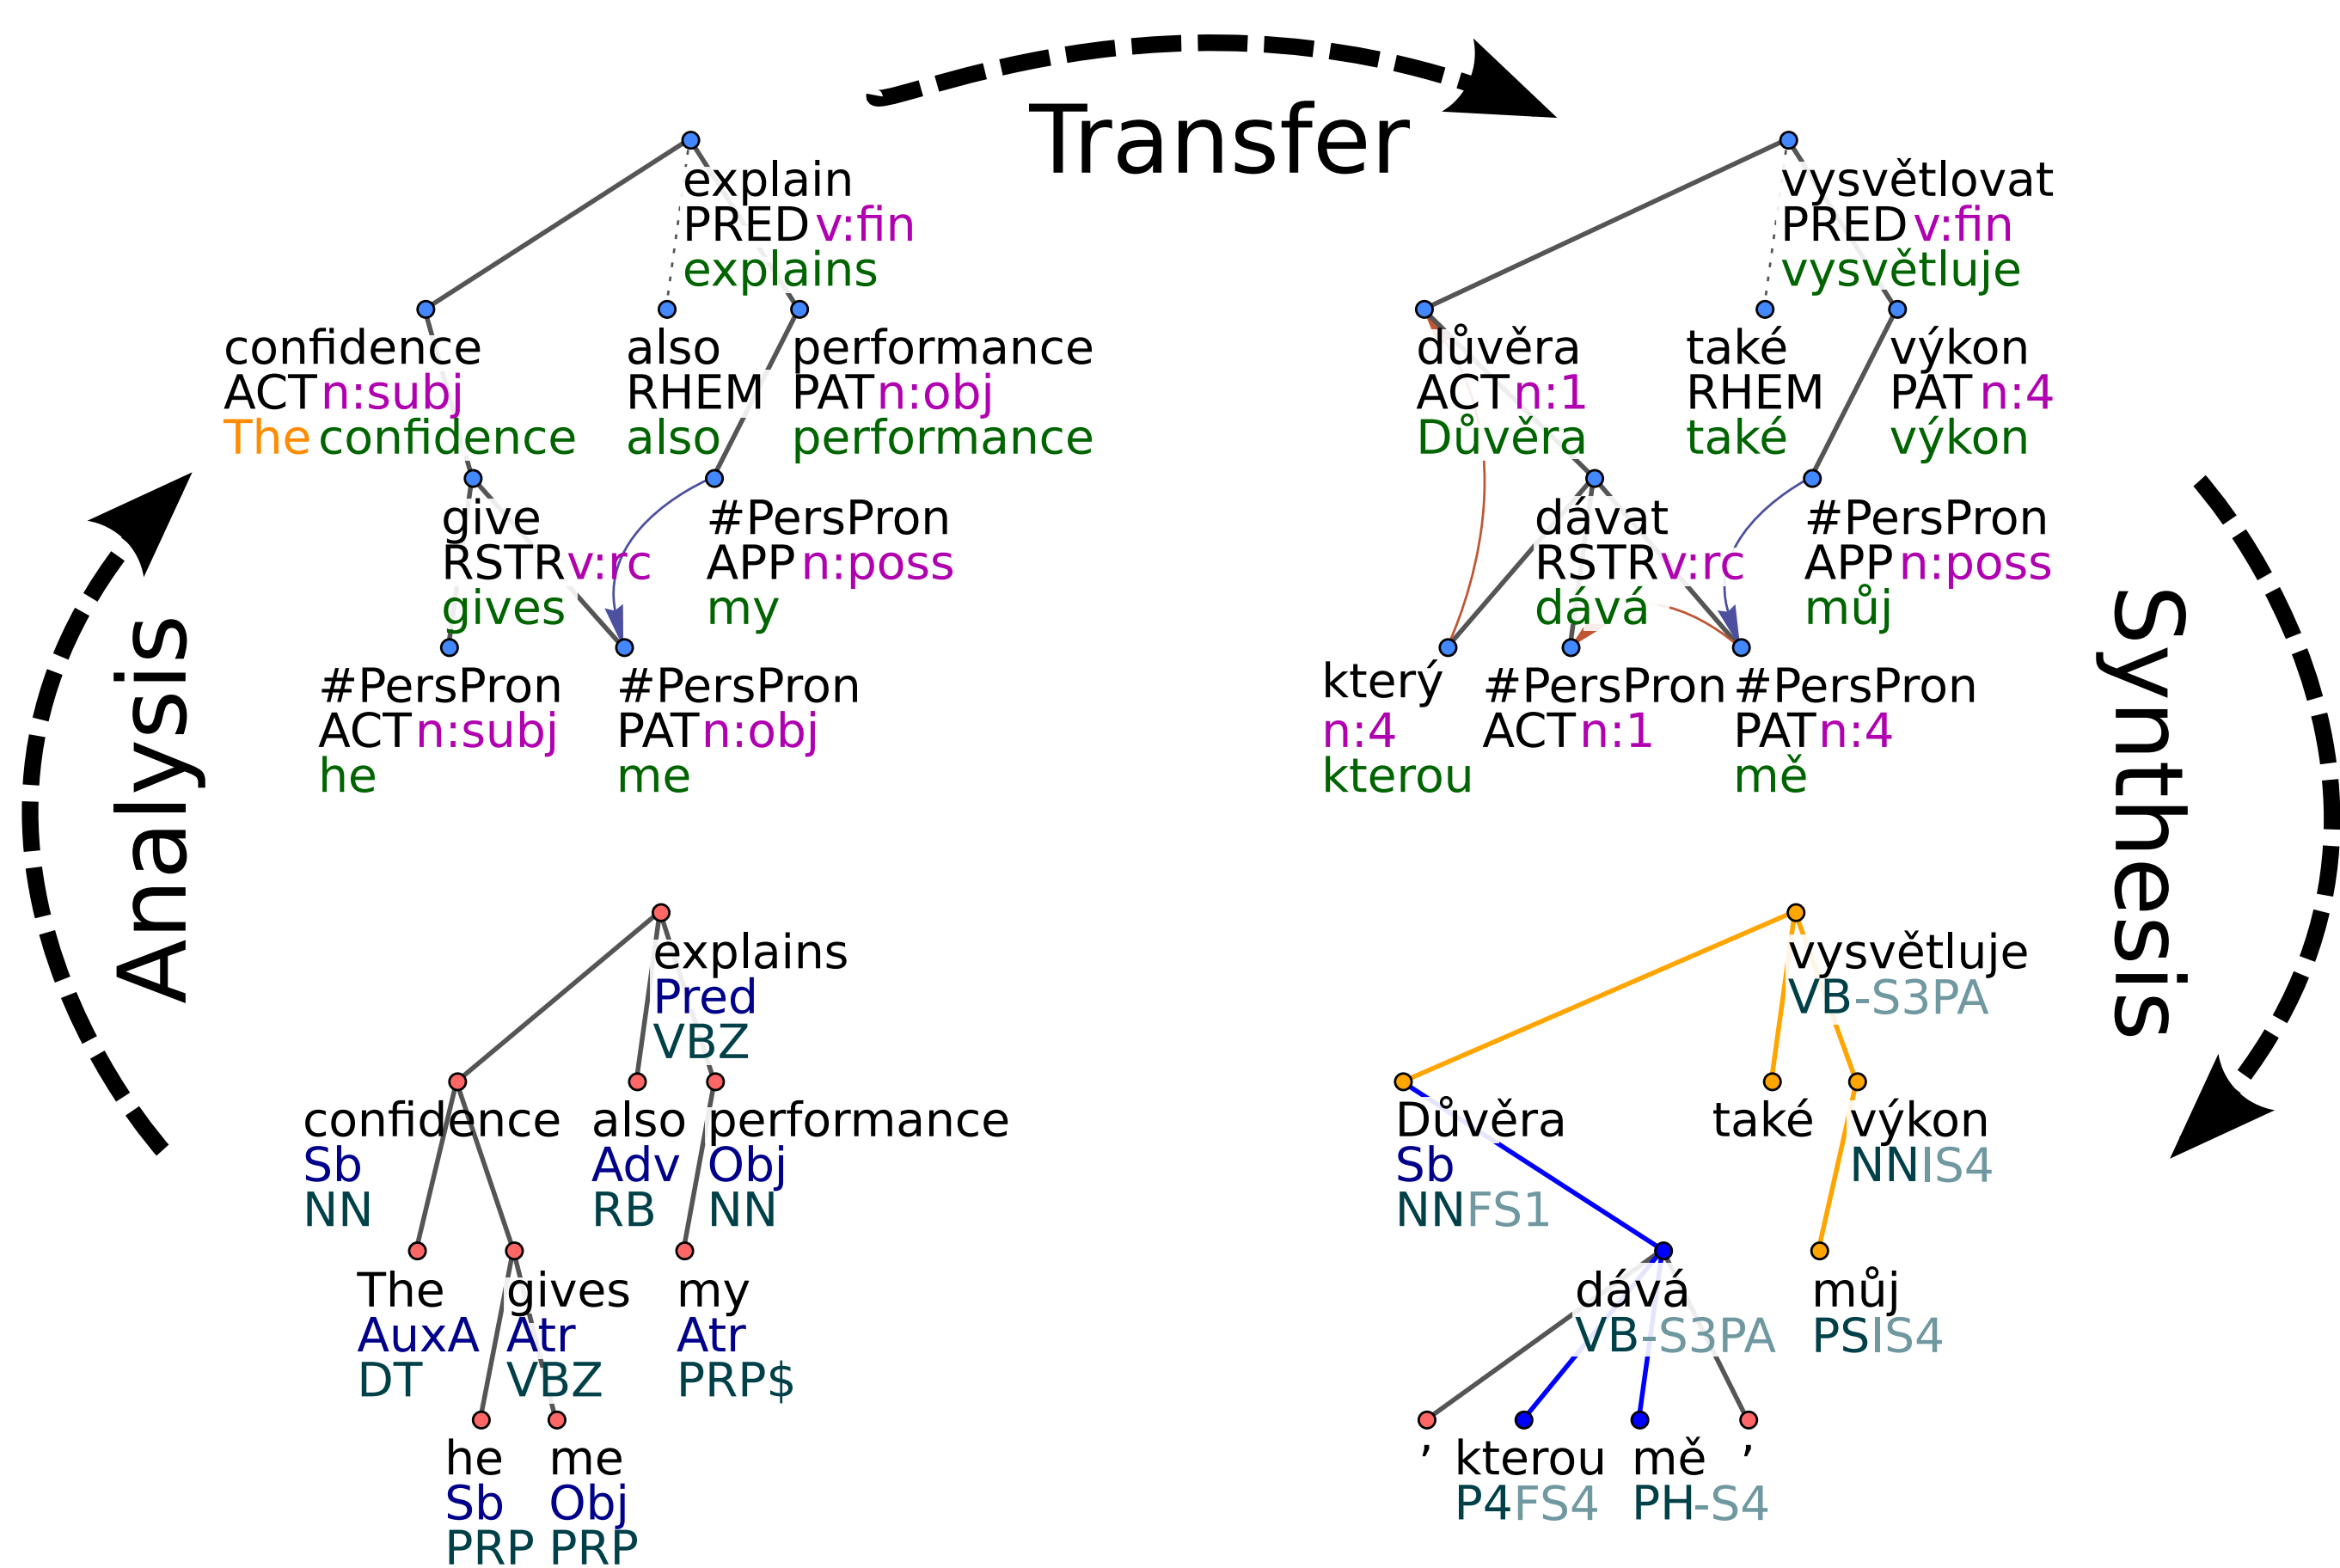 Transfer
Analysis
Synthesis
explain
PRED v:fin
explains
confidence
ACT n:subj
The confidence
also
RHEM
also
performance
PAT n:obj
performance
give
RSTR v:rc
gives
#PersPron
APP n:poss
my
#PersPron
ACT n:subj
he
#PersPron
PAT n:obj
me
vysvětlovat
PRED v:fin
vysvětluje
důvěra
ACT n:1
Důvěra
také
RHEM
také
výkon
PAT n:4
výkon
dávat
RSTR v:rc
dává
#PersPron
APP n:poss
můj
který
n:4
kterou
#PersPron
ACT n:1
#PersPron
PAT n:4
mě
explains
Pred
VBZ
confidence
Sb
NN
also
Adv
RB
performance
Obj
NN
The
AuxA
DT
gives
Atr
VBZ
my
Atr
PRP$
he
Sb
PRP
me
Obj
PRP
vysvětluje
VB-S3PA
Důvěra
Sb
NNFS1
také
výkon
NNIS4
dává
VB-S3PA
můj
PSIS4
,
kterou
P4FS4
mě
PH-S4
,